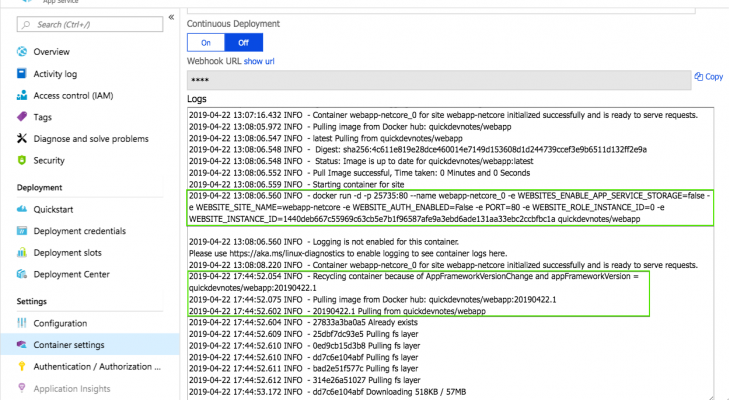 App Service
Search (Ctrl+/)
«
Overview
Activity log
Access control (IAM)
Tags
Diagnose and solve problems
Security
Deployment
Quickstart
Deployment credentials
Deployment slots
Deployment Center
Settings
Configuration
Container settings
Authentication / Authorization ...
Application Insights
Continuous Deployment
On Off
Webhook URL show url
****
Copy
Logs
2019-04-22 13:07:16.432 INFO - Container webapp-netcore_0 for site webapp-netcore initialized successfully and is ready to serve requests.
2019-04-22 13:08:05.972 INFO - Pulling image from Docker hub: quickdevnotes/webapp
2019-04-22 13:08:06.547 INFO - latest Pulling from quickdevnotes/webapp
2019-04-22 13:08:06.548 INFO - Digest: sha256:4c611e819e28dce460014e7149d153608d1d244739ccef3e9b6511d132ff2e9a
2019-04-22 13:08:06.548 INFO - Status: Image is up to date for quickdevnotes/webapp:latest
2019-04-22 13:08:06.552 INFO - Pull Image successful, Time taken: 0 Minutes and 0 Seconds
2019-04-22 13:08:06.559 INFO - Starting container for site
2019-04-22 13:08:06.560 INFO - docker run -d -p 25735:80 --name webapp-netcore_0 -e WEBSITES_ENABLE_APP_SERVICE_STORAGE=false -
e WEBSITE_SITE_NAME=webapp-netcore -e WEBSITE_AUTH_ENABLED=False -e PORT=80 -e WEBSITE_ROLE_INSTANCE_ID=0 -e
WEBSITE_INSTANCE_ID=1440deb667c55969c63cb5e7b1f96587afe9a3ebd6ade131aa33ebc2ccbfbc1a quickdevnotes/webapp
2019-04-22 13:08:06.560 INFO - Logging is not enabled for this container.
Please use https://aka.ms/linux-diagnostics to enable logging to see container logs here.
2019-04-22 13:08:08.220 INFO - Container webapp-netcore_0 for site webapp-netcore initialized successfully and is ready to serve requests.
2019-04-22 17:44:52.054 INFO - Recycling container because of AppFrameworkVersionChange and appFrameworkVersion =
quickdevnotes/webapp:20190422.1
2019-04-22 17:44:52.075 INFO - Pulling image from Docker hub: quickdevnotes/webapp:20190422.1
2019-04-22 17:44:52.602 INFO - 20190422.1 Pulling from quickdevnotes/webapp
2019-04-22 17:44:52.604 INFO - 27833a3ba0a5 Already exists
2019-04-22 17:44:52.609 INFO - 25dbf7dc93e5 Pulling fs layer
2019-04-22 17:44:52.610 INFO - 0ed9cb15d3b8 Pulling fs layer
2019-04-22 17:44:52.610 INFO - dd7c6e104abf Pulling fs layer
2019-04-22 17:44:52.611 INFO - bad2e51f577c Pulling fs layer
2019-04-22 17:44:52.612 INFO - 314e26a51027 Pulling fs layer
2019-04-22 17:44:53.172 INFO - dd7c6e104abf Downloading 518KB / 57MB